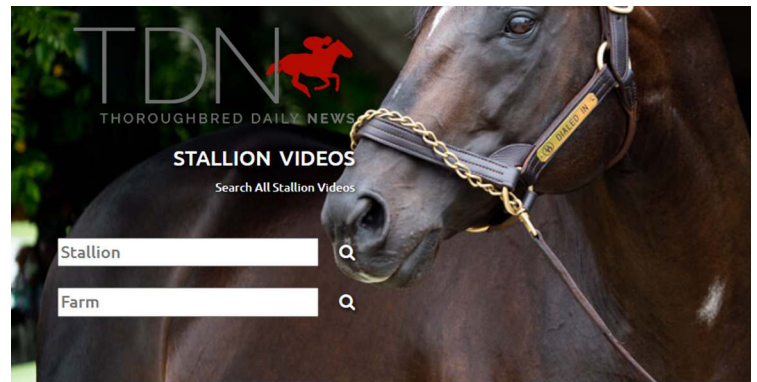 TDN
THOROUGHBRED DAILY NEWS
STALLION VIDEOS
Search All Stallion Videos
Stallion
Farm
DIALED IN